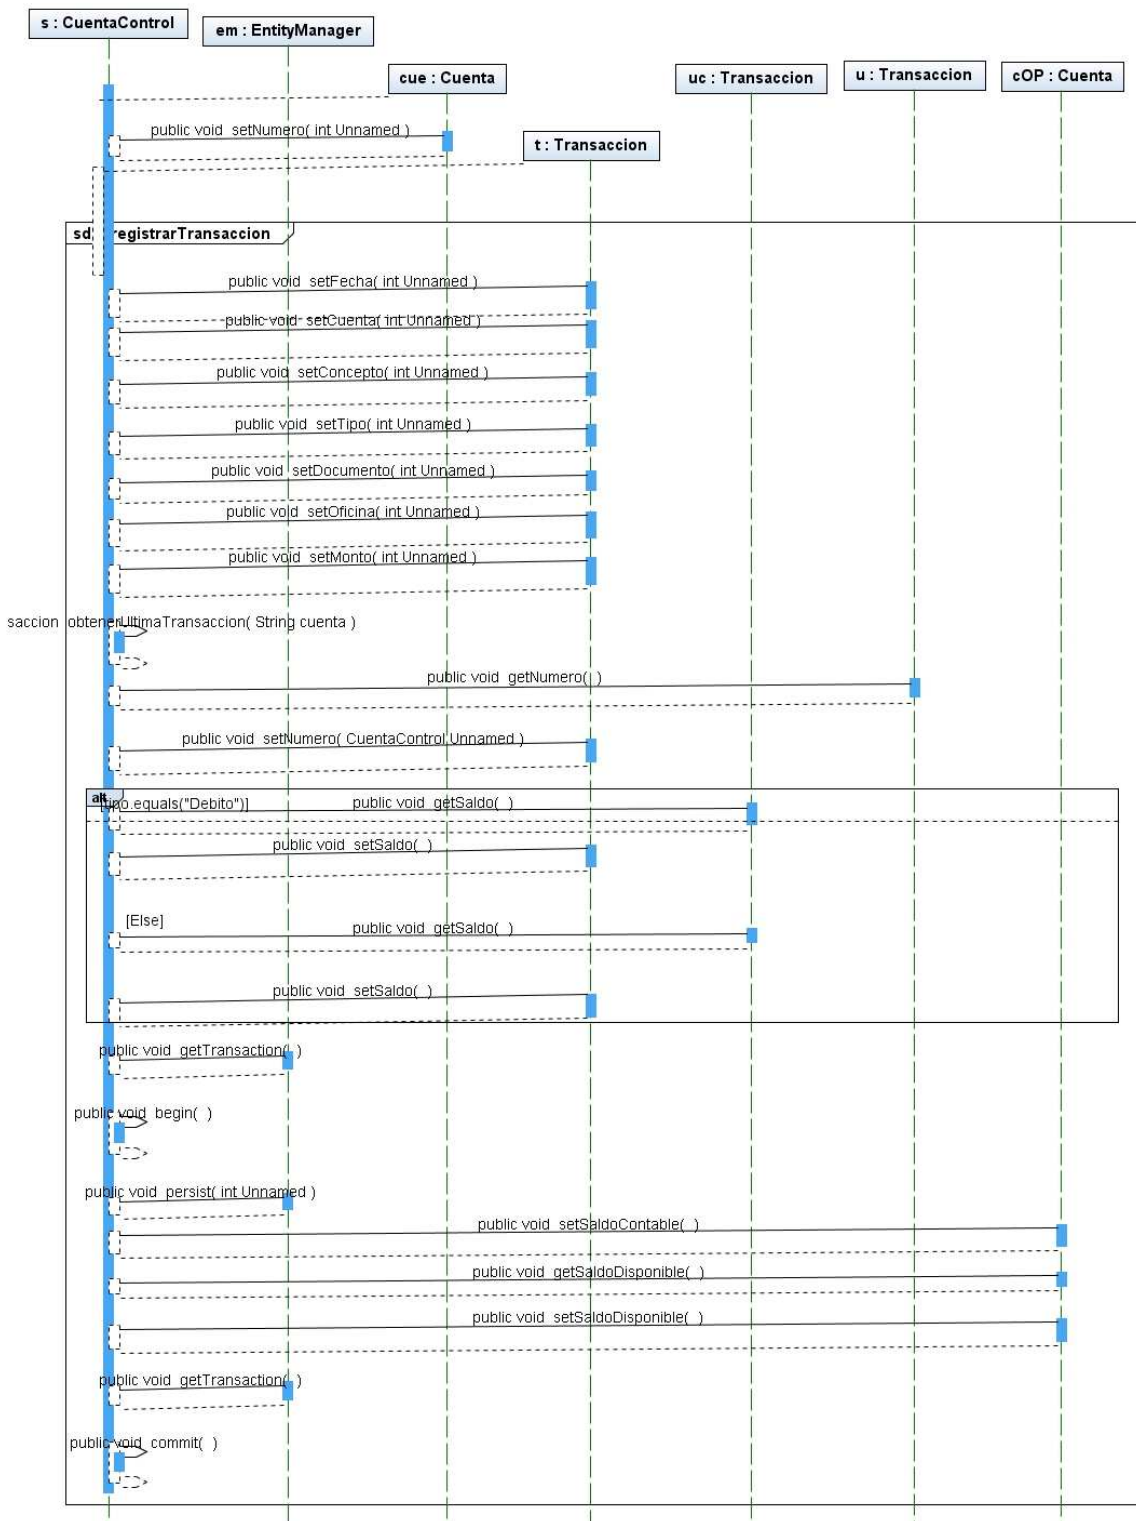 s : CuentaControl
em : EntityManager
cue : Cuenta
uc : Transaccion
u : Transaccion
cOP : Cuenta
public void setNumero( int Unnamed )
t : Transaccion
sd registrarTransaccion
public void setFecha( int Unnamed )
public void setCuenta( int Unnamed )
public void setConcepto( int Unnamed )
public void setTipo( int Unnamed )
public void setDocumento( int Unnamed )
public void setOficina( int Unnamed )
public void setMonto( int Unnamed )
saccion obtenerUltimaTransaccion( String cuenta )
public void getNumero( )
public void setNumero( CuentaControl Unnamed )
alt
[tipo.equals("Debito")]
public void getSaldo( )
public void setSaldo( )
[Else]
public void getSaldo( )
public void setSaldo( )
public void getTransaction( )
public void begin( )
public void persist( int Unnamed )
public void setSaldoContable( )
public void getSaldoDisponible( )
public void setSaldoDisponible( )
public void getTransaction( )
public void commit( )